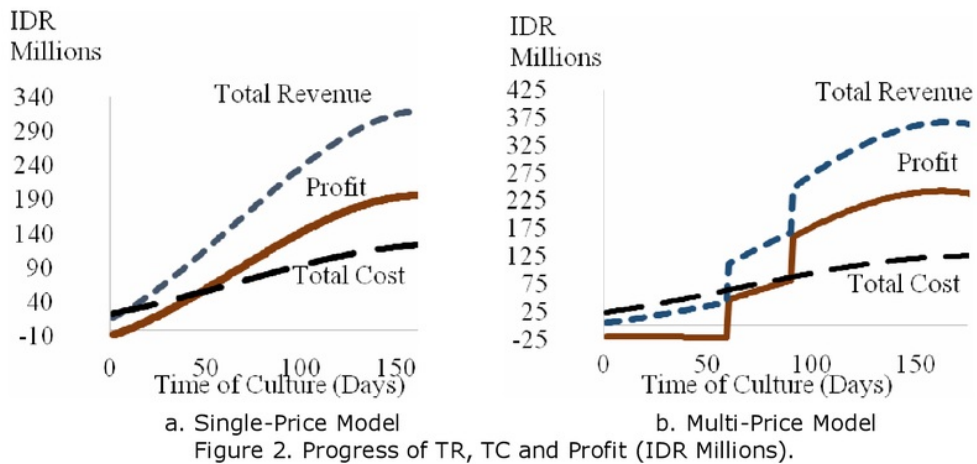 IDR
Millions
340
290
240
190
140
90
40
-10
Total Revenue
Profit
Total Cost
0 50 100 150
Time of Culture (Days)
a. Single-Price Model
IDR
Millions
425
375
325
275
225
175
125
75
25
-25
Total Revenue
Profit
Total Cost
0 50 100 150
Time of Culture (Days)
b. Multi-Price Model
Figure 2. Progress of TR, TC and Profit (IDR Millions).